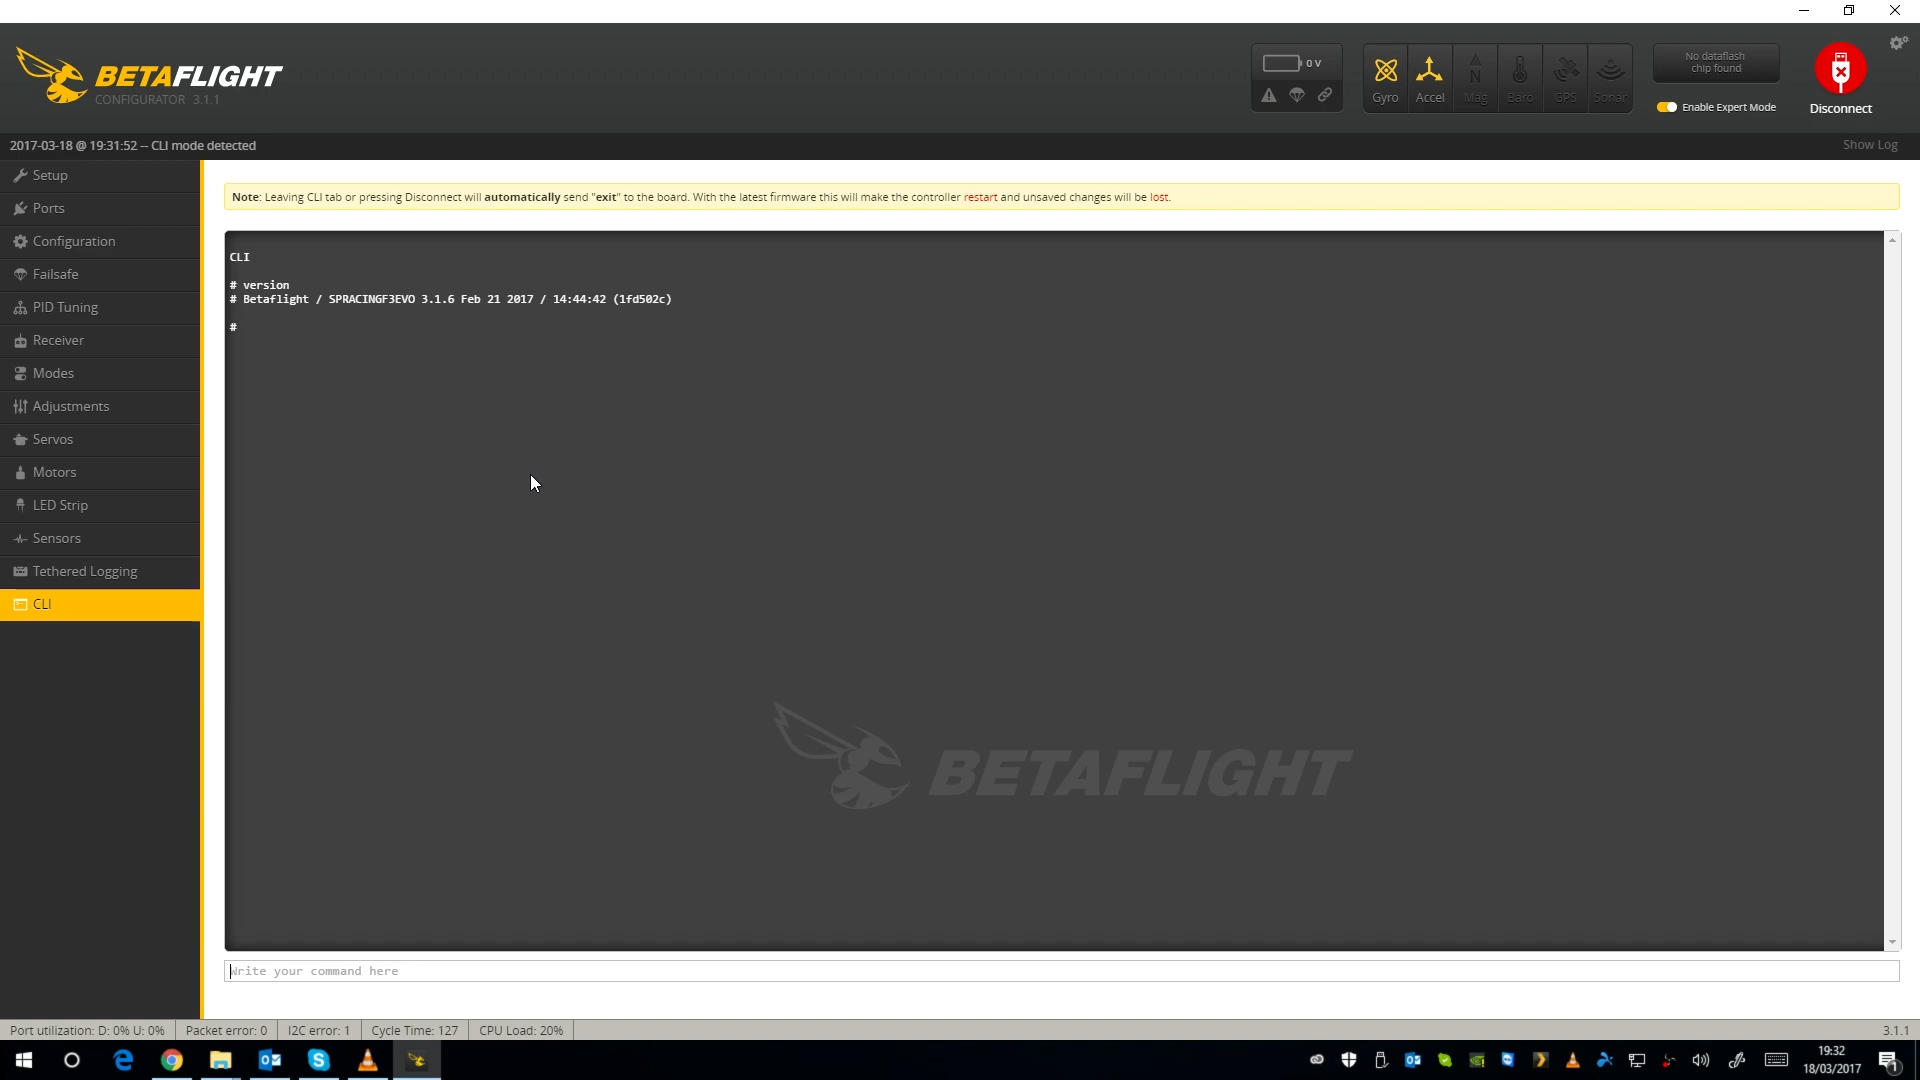 BETAFLIGHT
CONFIGURATOR 3.1.1
0 V
Gyro
Accel
Mag
Baro
GPS
Sonar
No dataflash
chip found
Enable Expert Mode
Disconnect
2017-03-18 @ 19:31:52 -- CLI mode detected
Show Log
Setup
Ports
Configuration
Failsafe
PID Tuning
Receiver
Modes
Adjustments
Servos
Motors
LED Strip
Sensors
Tethered Logging
CLI
Note: Leaving CLI tab or pressing Disconnect will automatically send "exit" to the board. With the latest firmware this will make the controller restart and unsaved changes will be lost.
CLI
# version
# Betaflight / SPRACINGF3EVO 3.1.6 Feb 21 2017 / 14:44:42 (1fd502c)
#
BETAFLIGHT
Write your command here
Port utilization: D: 0% U: 0%
Packet error: 0
I2C error: 1
Cycle Time: 127
CPU Load: 20%
3.1.1
19:32
18/03/2017
1